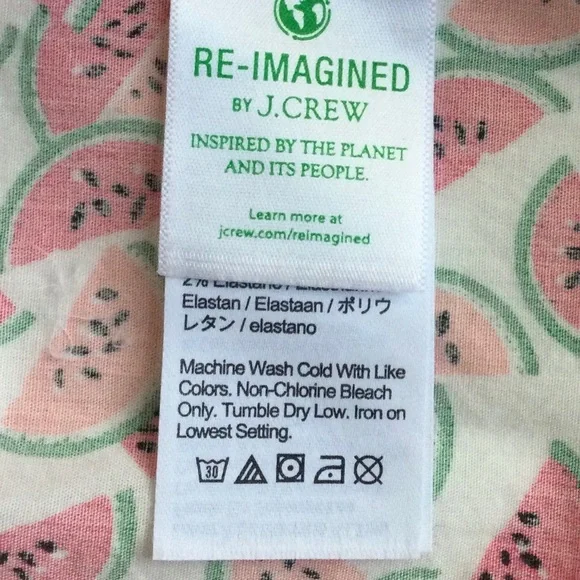 RE-IMAGINED
BY J.CREW
INSPIRED BY THE PLANET
AND ITS PEOPLE.
Learn more at
jcrew.com/reimagined
2% Elastano /
Elastan / Elastaan / ポリウ
レタン / elastano
Machine Wash Cold With Like
Colors. Non-Chlorine Bleach
Only. Tumble Dry Low. Iron on
Lowest Setting.
30